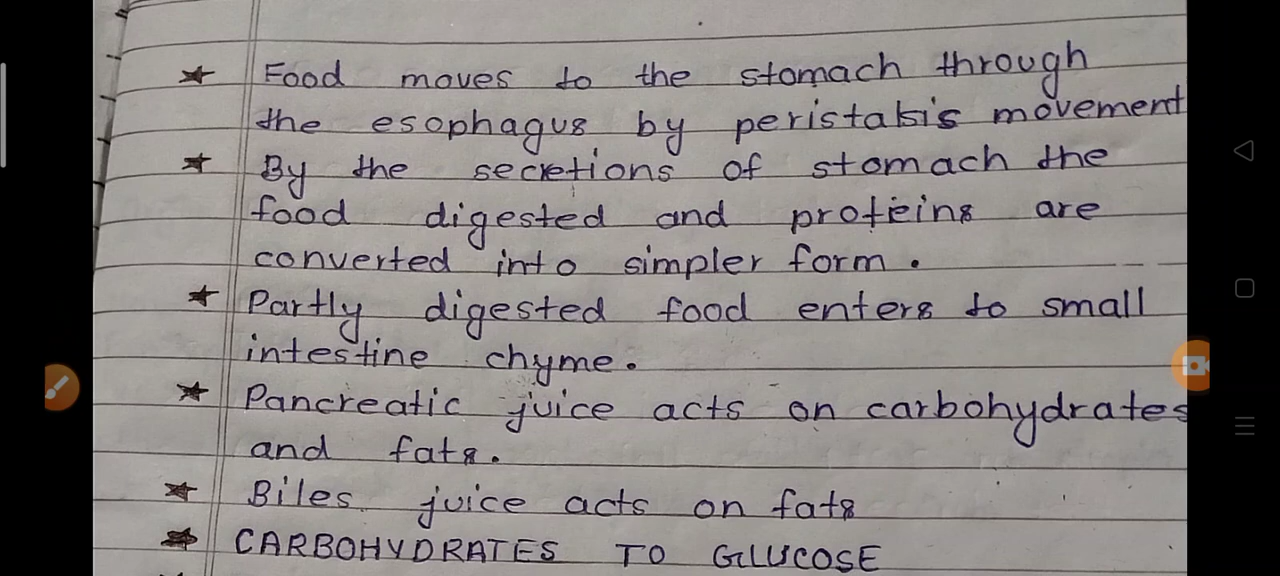 ★ Food moves to the stomach through
the esophagus by peristalsis movement
★ By the secretions of stomach the
food digested and proteins are
converted into simpler form.
★ Partly digested food enters to small
intestine chyme.
★ Pancreatic juice acts on carbohydrates
and fats.
★ Biles juice acts on fats
★ CARBOHYDRATES TO GLUCOSE